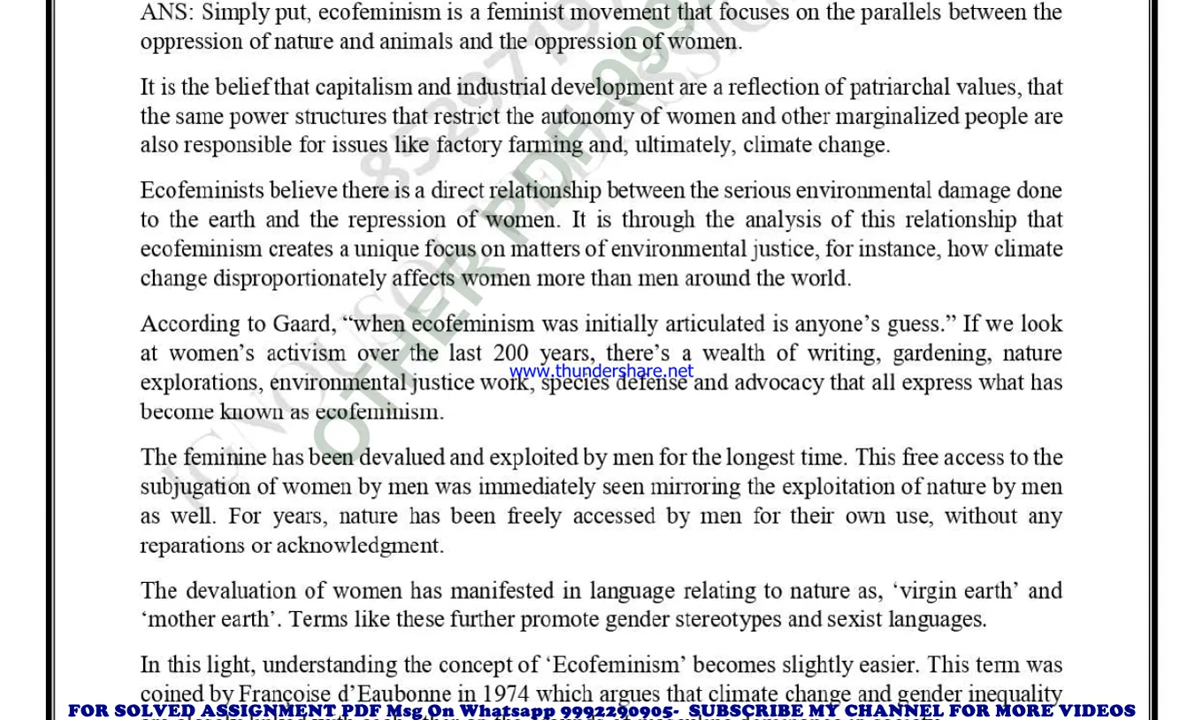 ANS: Simply put, ecofeminism is a feminist movement that focuses on the parallels between the
oppression of nature and animals and the oppression of women.
It is the belief that capitalism and industrial development are a reflection of patriarchal values, that
the same power structures that restrict the autonomy of women and other marginalized people are
also responsible for issues like factory farming and, ultimately, climate change.
Ecofeminists believe there is a direct relationship between the serious environmental damage done
to the earth and the repression of women. It is through the analysis of this relationship that
ecofeminism creates a unique focus on matters of environmental justice, for instance, how climate
change disproportionately affects women more than men around the world.
According to Gaard, “when ecofeminism was initially articulated is anyone’s guess.” If we look
at women’s activism over the last 200 years, there’s a wealth of writing, gardening, nature
www.thundershare.net
explorations, environmental justice work, species defense and advocacy that all express what has
become known as ecofeminism.
The feminine has been devalued and exploited by men for the longest time. This free access to the
subjugation of women by men was immediately seen mirroring the exploitation of nature by men
as well. For years, nature has been freely accessed by men for their own use, without any
reparations or acknowledgment.
The devaluation of women has manifested in language relating to nature as, ‘virgin earth’ and
‘mother earth’. Terms like these further promote gender stereotypes and sexist languages.
In this light, understanding the concept of ‘Ecofeminism’ becomes slightly easier. This term was
coined by Françoise d’Eaubonne in 1974 which argues that climate change and gender inequality
FOR SOLVED ASSIGNMENT PDF Msg On Whatsapp 9992290905- SUBSCRIBE MY CHANNEL FOR MORE VIDEOS
OTHER PDF-999